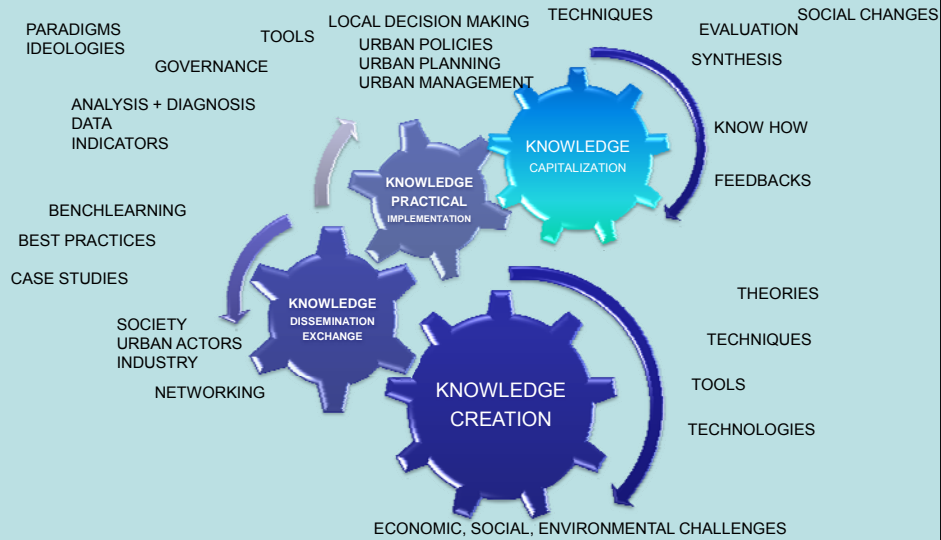 LOCAL DECISION MAKING
TECHNIQUES
SOCIAL CHANGES
PARADIGMS
IDEOLOGIES
TOOLS
URBAN POLICIES
URBAN PLANNING
URBAN MANAGEMENT
EVALUATION
SYNTHESIS
GOVERNANCE
ANALYSIS + DIAGNOSIS
DATA
INDICATORS
KNOW HOW
FEEDBACKS
KNOWLEDGE
CAPITALIZATION
KNOWLEDGE
PRACTICAL
IMPLEMENTATION
BENCHLEARNING
BEST PRACTICES
CASE STUDIES
KNOWLEDGE
DISSEMINATION
EXCHANGE
SOCIETY
URBAN ACTORS
INDUSTRY
NETWORKING
KNOWLEDGE
CREATION
THEORIES
TECHNIQUES
TOOLS
TECHNOLOGIES
ECONOMIC, SOCIAL, ENVIRONMENTAL CHALLENGES